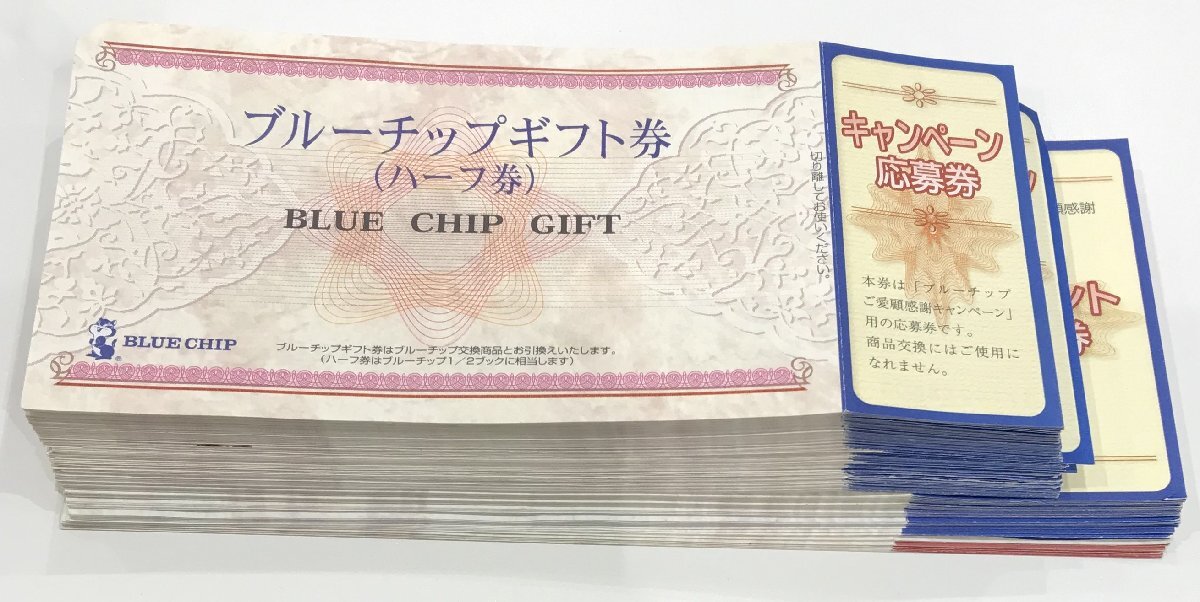 ブルーチップギフト券
(ハーフ券)
BLUE CHIP GIFT
BLUE CHIP
ブルーチップギフト券はブルーチップ交換商品とお引換えいたします。
(ハーフ券はブルーチップ1/2ブックに相当します)
切り離してお使いください。
キャンペーン
応募券
本券は「ブルーチップ
ご愛顧感謝キャンペーン」
用の応募券です。
商品交換にはご使用に
なれません。
顧感謝
ット
券